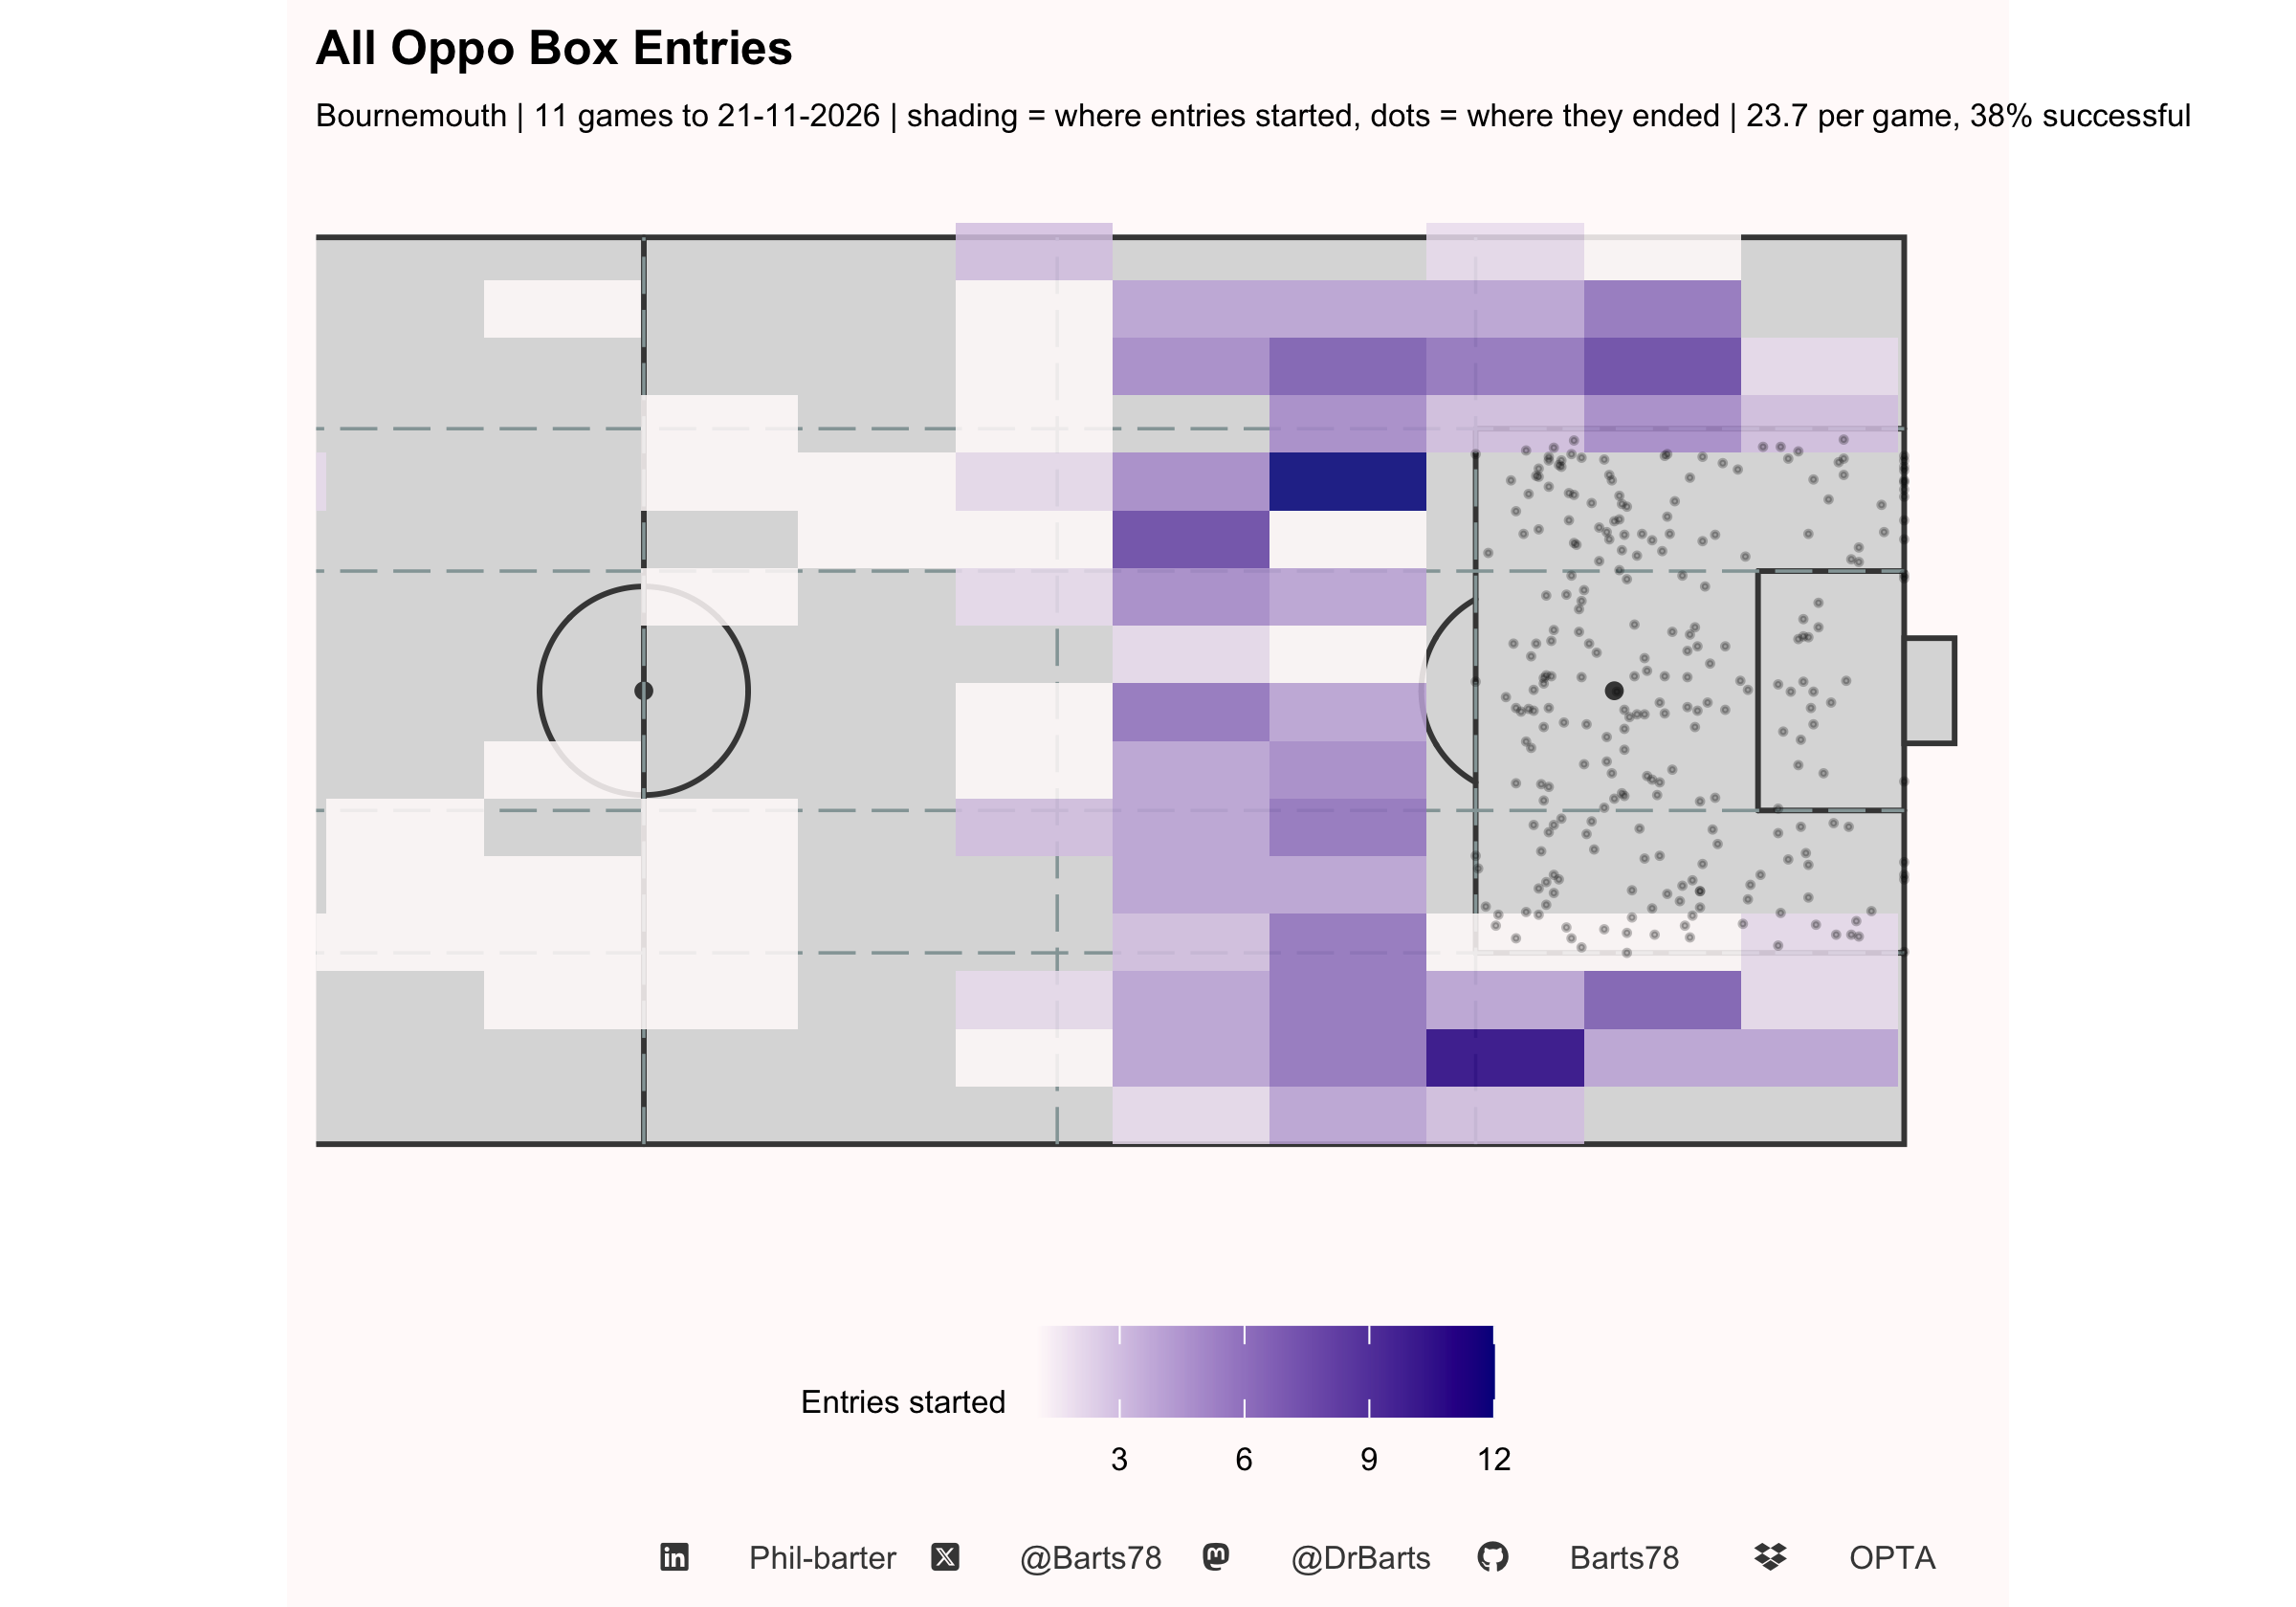 All Oppo Box Entries
Bournemouth | 11 games to 21-11-2026 | shading = where entries started, dots = where they ended | 23.7 per game, 38% successful
Entries started
3 6 9 12
Phil-barter @Barts78 @DrBarts Barts78 OPTA